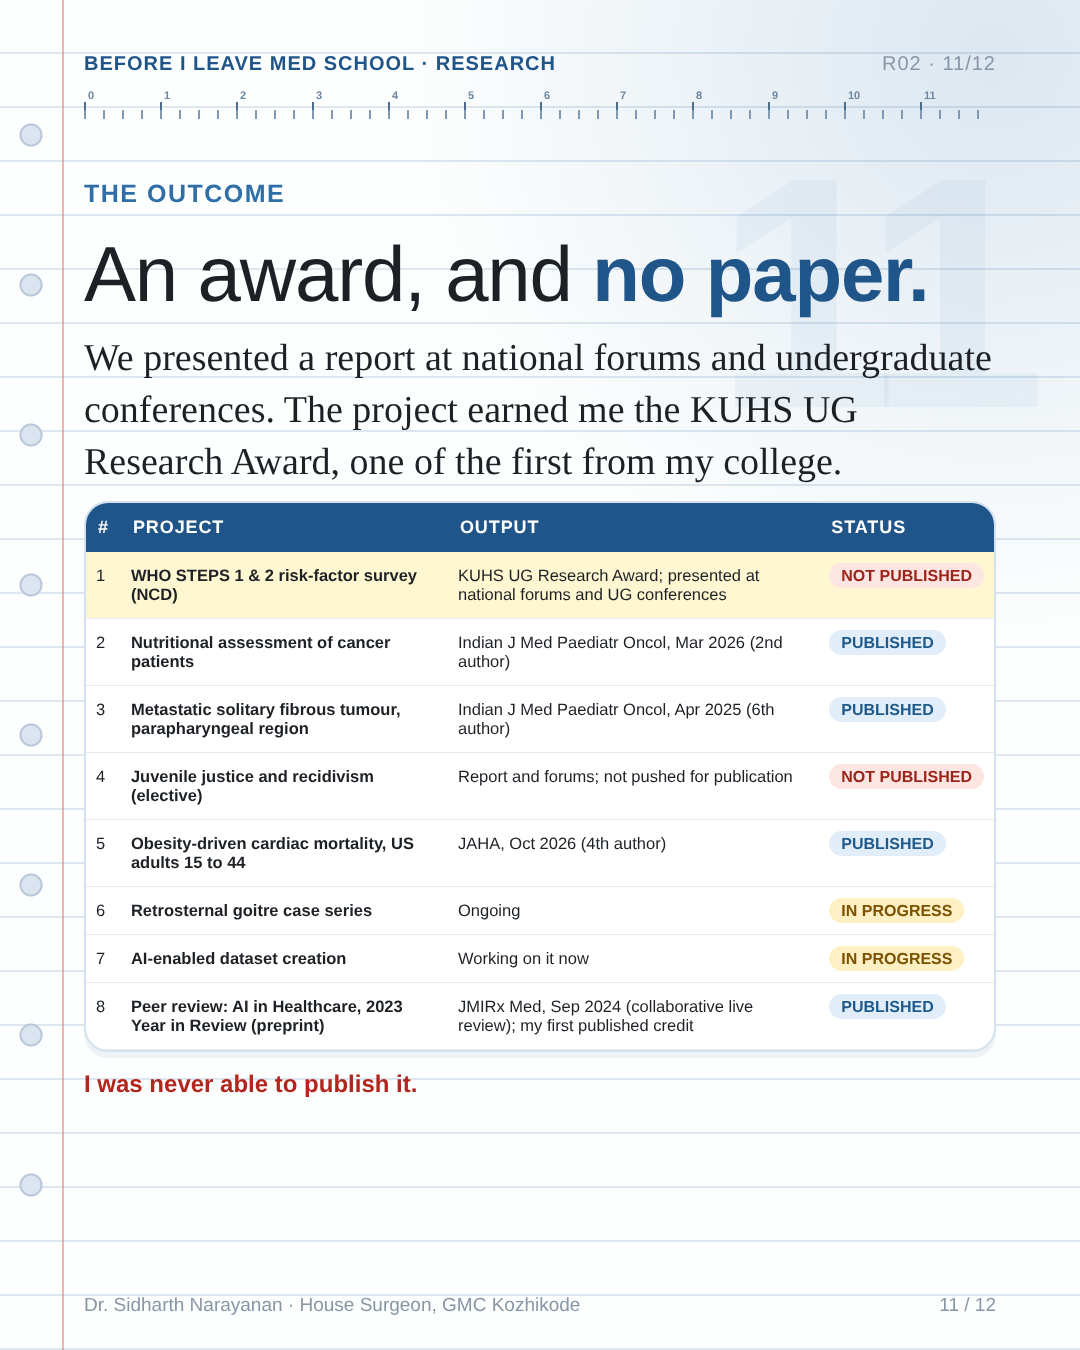 BEFORE I LEAVE MED SCHOOL · RESEARCH
R02 · 11/12
0 1 2 3 4 5 6 7 8 9 10 11
THE OUTCOME
11
An award, and no paper.
We presented a report at national forums and undergraduate
conferences. The project earned me the KUHS UG
Research Award, one of the first from my college.
# PROJECT OUTPUT STATUS
1 WHO STEPS 1 & 2 risk-factor survey KUHS UG Research Award; presented at NOT PUBLISHED
(NCD) national forums and UG conferences
2 Nutritional assessment of cancer Indian J Med Paediatr Oncol, Mar 2026 (2nd PUBLISHED
patients author)
3 Metastatic solitary fibrous tumour, Indian J Med Paediatr Oncol, Apr 2025 (6th PUBLISHED
parapharyngeal region author)
4 Juvenile justice and recidivism Report and forums; not pushed for publication NOT PUBLISHED
(elective)
5 Obesity-driven cardiac mortality, US JAHA, Oct 2026 (4th author) PUBLISHED
adults 15 to 44
6 Retrosternal goitre case series Ongoing IN PROGRESS
7 AI-enabled dataset creation Working on it now IN PROGRESS
8 Peer review: AI in Healthcare, 2023 JMIRx Med, Sep 2024 (collaborative live PUBLISHED
Year in Review (preprint) review); my first published credit
I was never able to publish it.
Dr. Sidharth Narayanan · House Surgeon, GMC Kozhikode
11 / 12